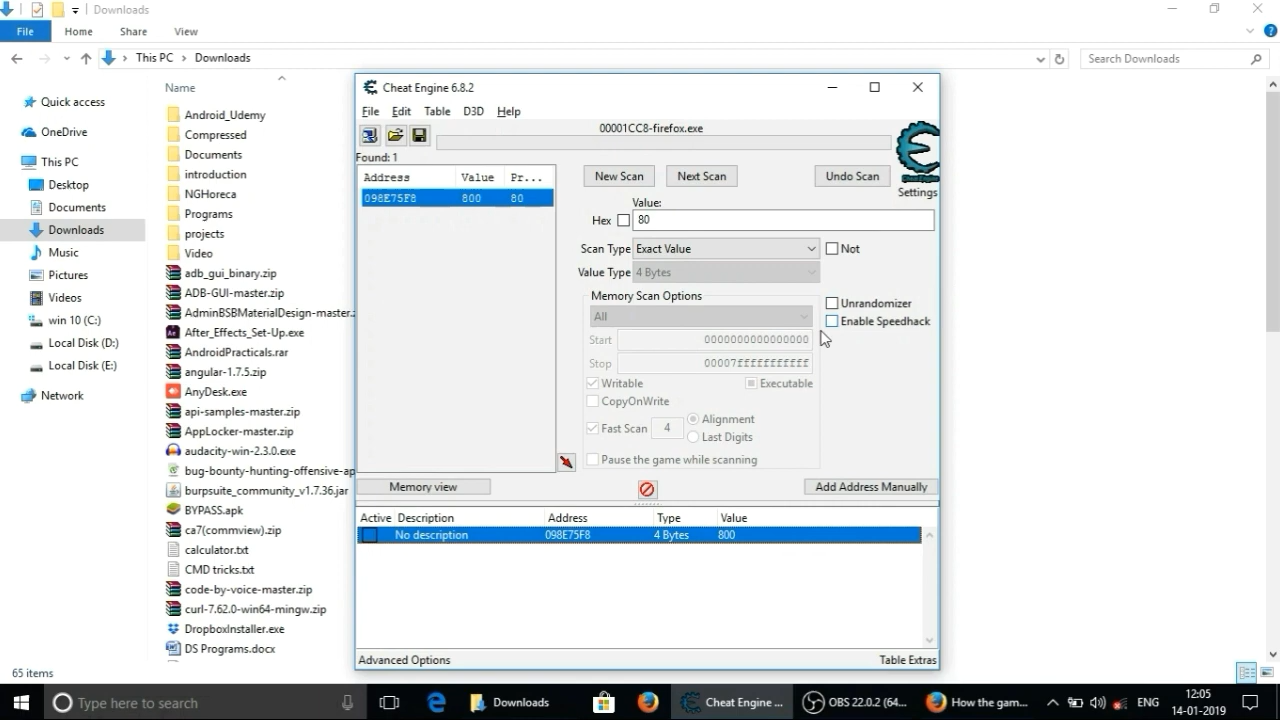 Downloads
File Home Share View
This PC Downloads
Search Downloads
Quick access
OneDrive
This PC
Desktop
Documents
Downloads
Music
Pictures
Videos
win 10 (C:)
Local Disk (D:)
Local Disk (E:)
Network
Name
Android_Udemy
Compressed
Documents
introduction
NGHoreca
Programs
projects
Video
adb_gui_binary.zip
ADB-GUI-master.zip
AdminBSBMaterialDesign-master.
After_Effects_Set-Up.exe
AndroidPracticals.rar
angular-1.7.5.zip
AnyDesk.exe
api-samples-master.zip
AppLocker-master.zip
audacity-win-2.3.0.exe
bug-bounty-hunting-offensive-ap
burpsuite_community_v1.7.36.jar
BYPASS.apk
ca7(commview).zip
calculator.txt
CMD tricks.txt
code-by-voice-master.zip
curl-7.62.0-win64-mingw.zip
DropboxInstaller.exe
DS Programs.docx
65 items
Cheat Engine 6.8.2
File Edit Table D3D Help
00001CC8-firefox.exe
Found: 1
Address Value Pr...
098E75F8 800 80
New Scan Next Scan Undo Scan
Cheat Engine
Settings
Value:
Hex 80
Scan Type Exact Value Not
Value Type 4 Bytes
Memory Scan Options
All
Unrandomizer
Enable Speedhack
Start 0000000000000000
Stop 00007fffffffffff
Writable Executable
CopyOnWrite
Fast Scan 4 Alignment
Last Digits
Pause the game while scanning
Memory view Add Address Manually
Active Description Address Type Value
No description 098E75F8 4 Bytes 800
Advanced Options Table Extras
Type here to search
Downloads
Cheat Engine ...
OBS 22.0.2 (64...
How the gam...
ENG
12:05
14-01-2019